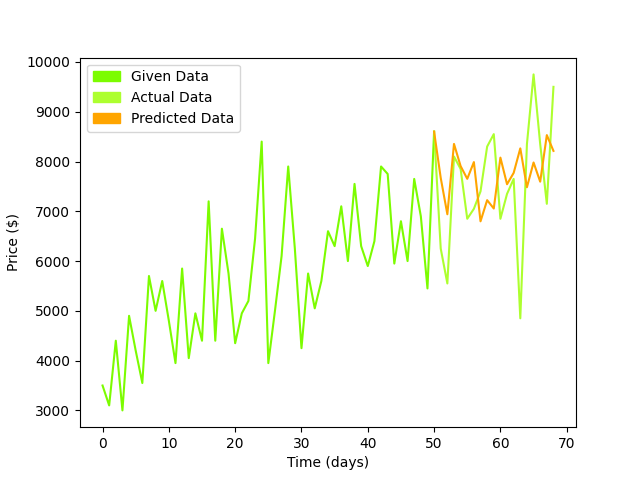 Given Data
Actual Data
Predicted Data
10000
9000
8000
7000
6000
5000
4000
3000
Price ($)
0 10 20 30 40 50 60 70
Time (days)